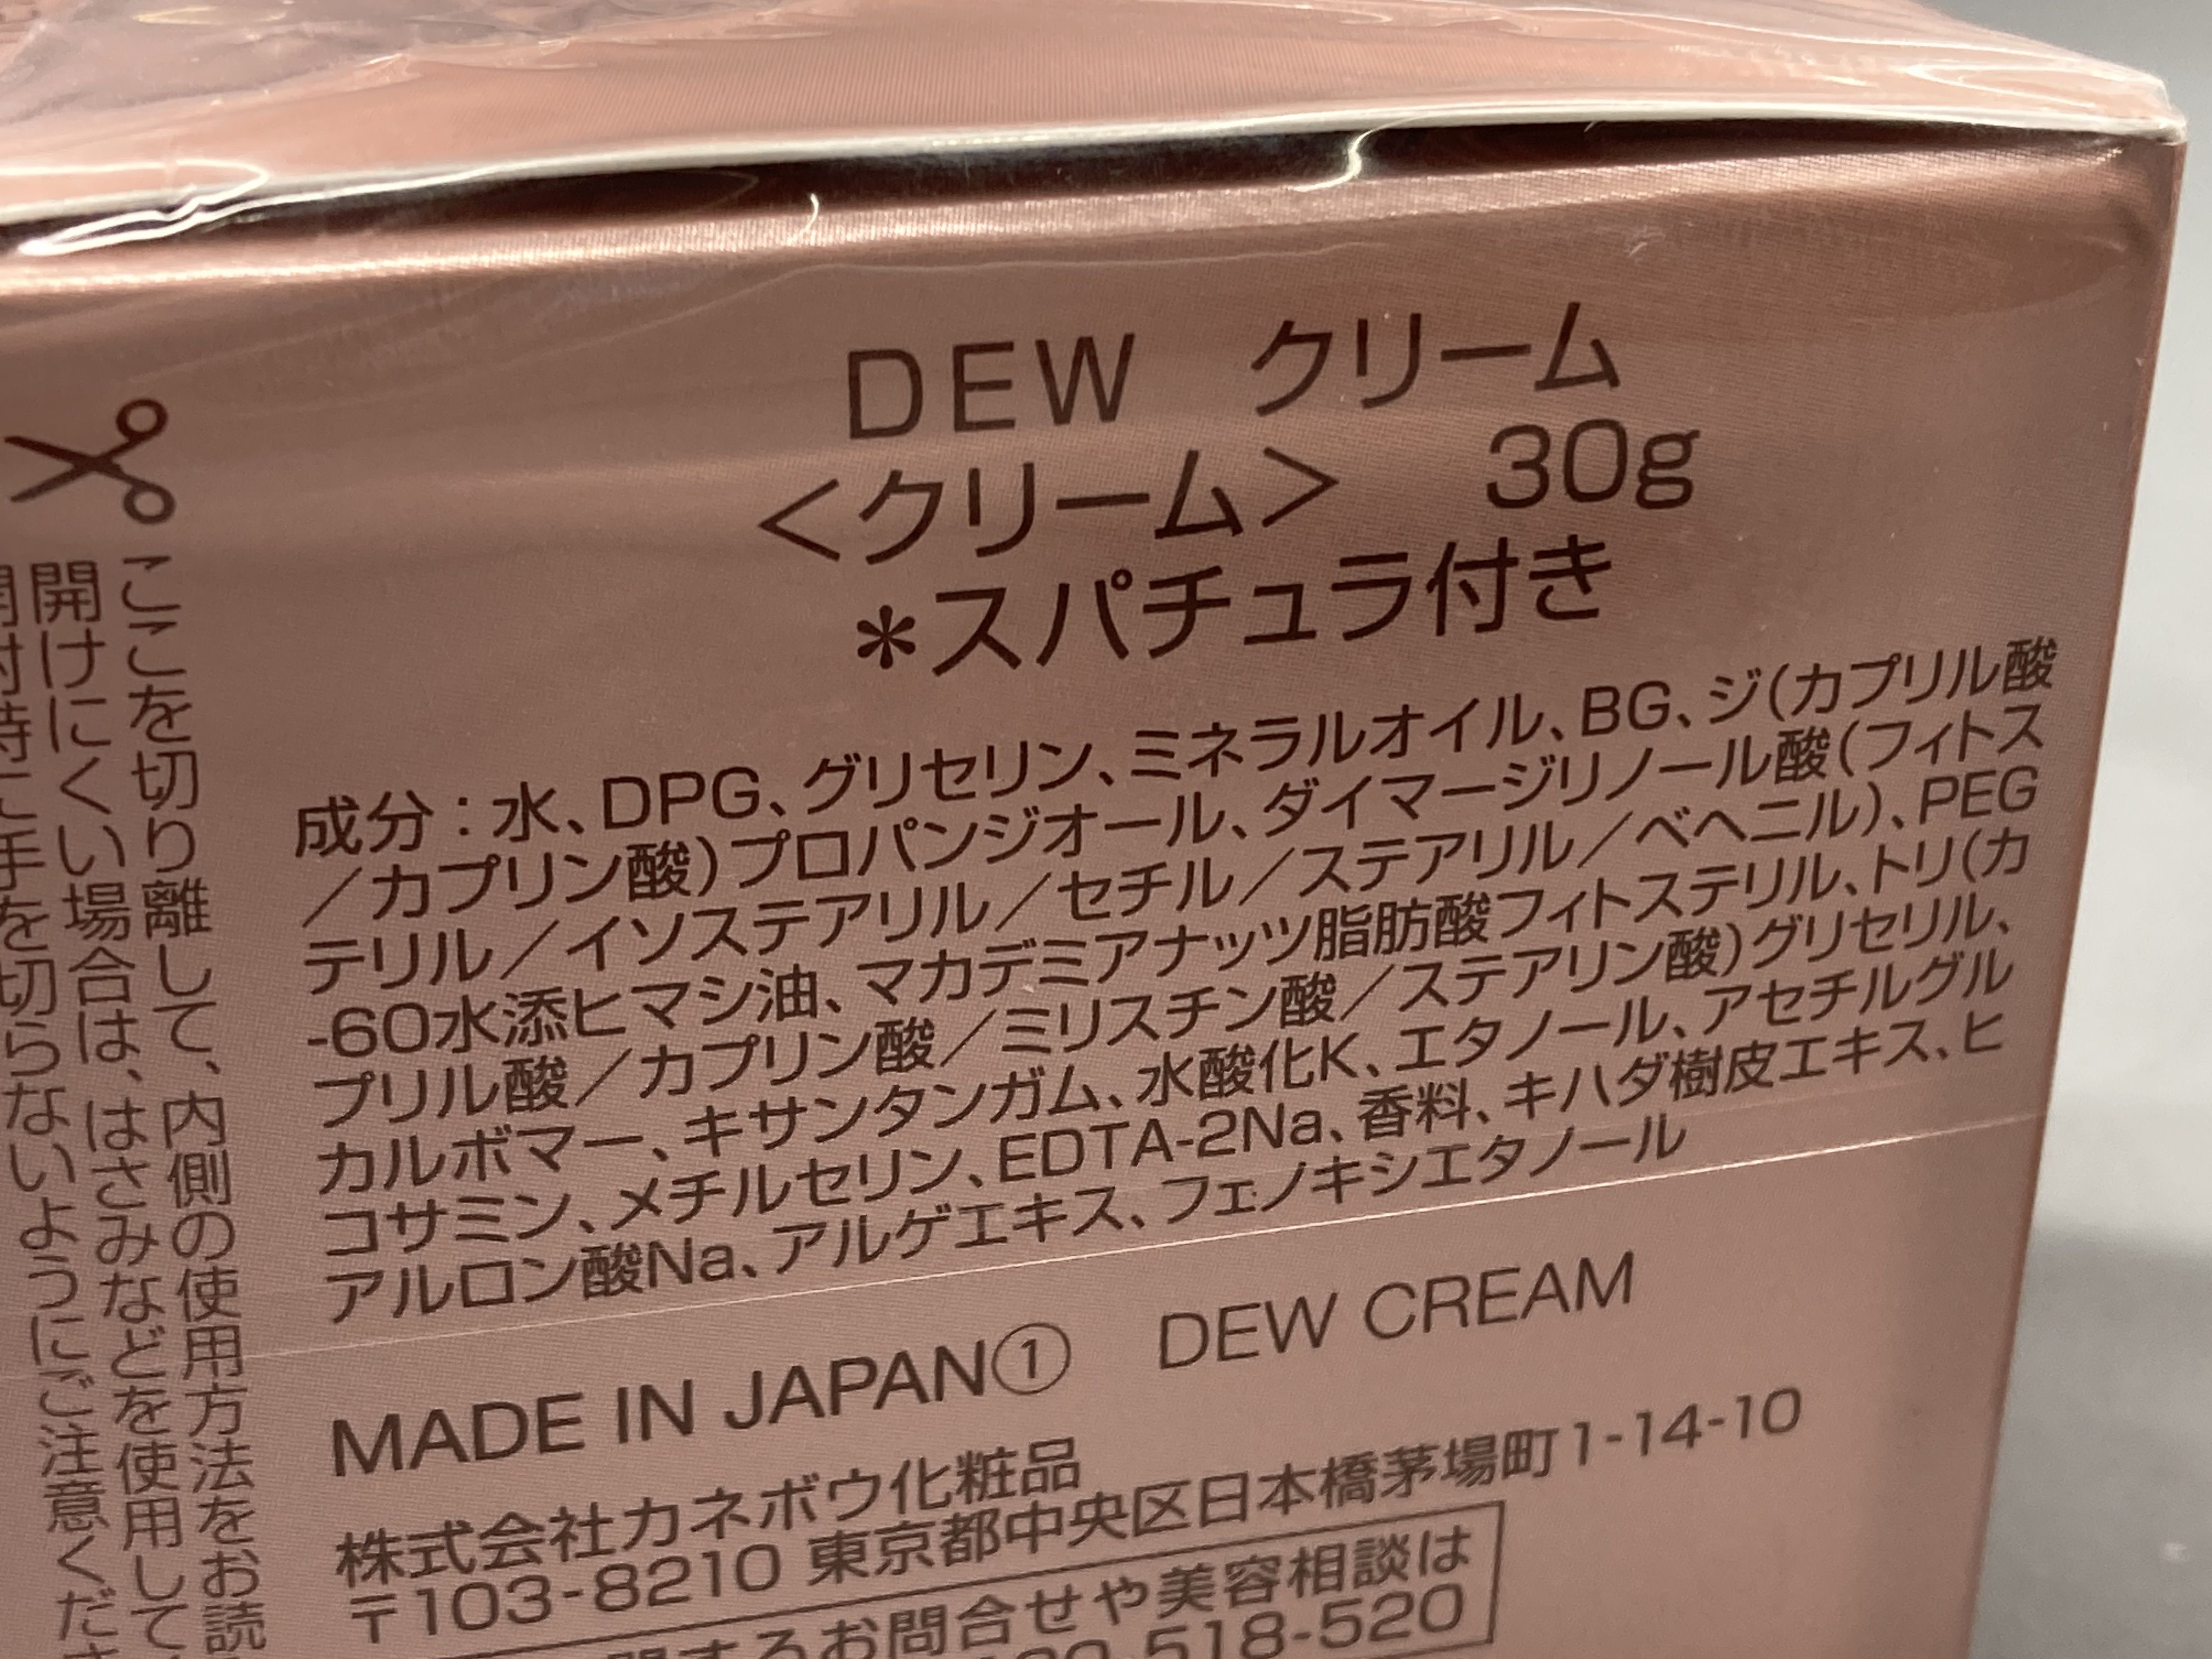 DEW クリーム
<クリーム> 30g
*スパチュラ付き
成分：水、DPG、グリセリン、ミネラルオイル、BG、ジ(カプリル酸
／カプリン酸)プロパンジオール、ダイマージリノール酸(フィトス
テリル／イソステアリル／セチル／ステアリル／ベヘニル)、PEG
-60水添ヒマシ油、マカデミアナッツ脂肪酸フィトステリル、トリ(カ
プリル酸／カプリン酸／ミリスチン酸／ステアリン酸)グリセリル、
カルボマー、キサンタンガム、水酸化K、エタノール、アセチルグル
コサミン、メチルセリン、EDTA-2Na、香料、キハダ樹皮エキス、ヒ
アルロン酸Na、アルゲエキス、フェノキシエタノール
MADE IN JAPAN① DEW CREAM
株式会社カネボウ化粧品
〒103-8210 東京都中央区日本橋茅場町1-14-10
するお問合せや美容相談は
518-520
ここを切り離して、内側の使用方法をお読
開けにくい場合は、はさみなどを使用して
開封時に手を切らないようにご注意くださ